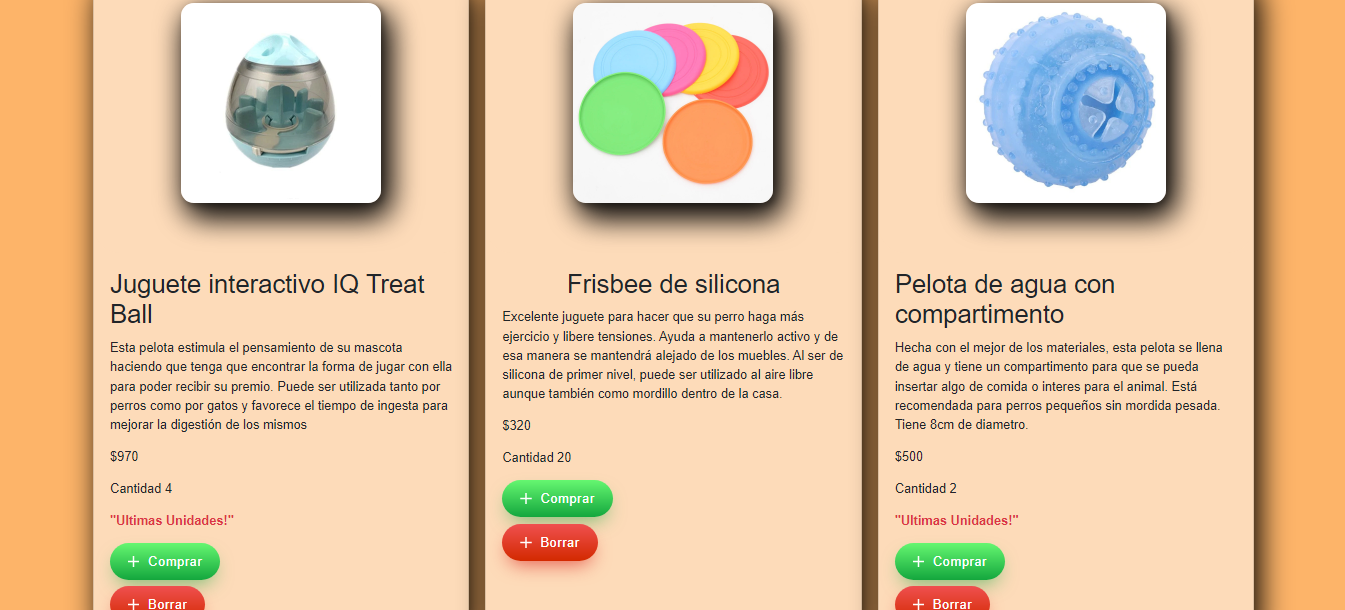 Juguete interactivo IQ Treat
Ball
Esta pelota estimula el pensamiento de su mascota
haciendo que tenga que encontrar la forma de jugar con ella
para poder recibir su premio. Puede ser utilizada tanto por
perros como por gatos y favorece el tiempo de ingesta para
mejorar la digestión de los mismos
$970
Cantidad 4
"Ultimas Unidades!"
+ Comprar
+ Borrar
Frisbee de silicona
Excelente juguete para hacer que su perro haga más
ejercicio y libere tensiones. Ayuda a mantenerlo activo y de
esa manera se mantendrá alejado de los muebles. Al ser de
silicona de primer nivel, puede ser utilizado al aire libre
aunque también como mordillo dentro de la casa.
$320
Cantidad 20
+ Comprar
+ Borrar
Pelota de agua con
compartimento
Hecha con el mejor de los materiales, esta pelota se llena
de agua y tiene un compartimento para que se pueda
insertar algo de comida o interes para el animal. Está
recomendada para perros pequeños sin mordida pesada.
Tiene 8cm de diametro.
$500
Cantidad 2
"Ultimas Unidades!"
+ Comprar
+ Borrar